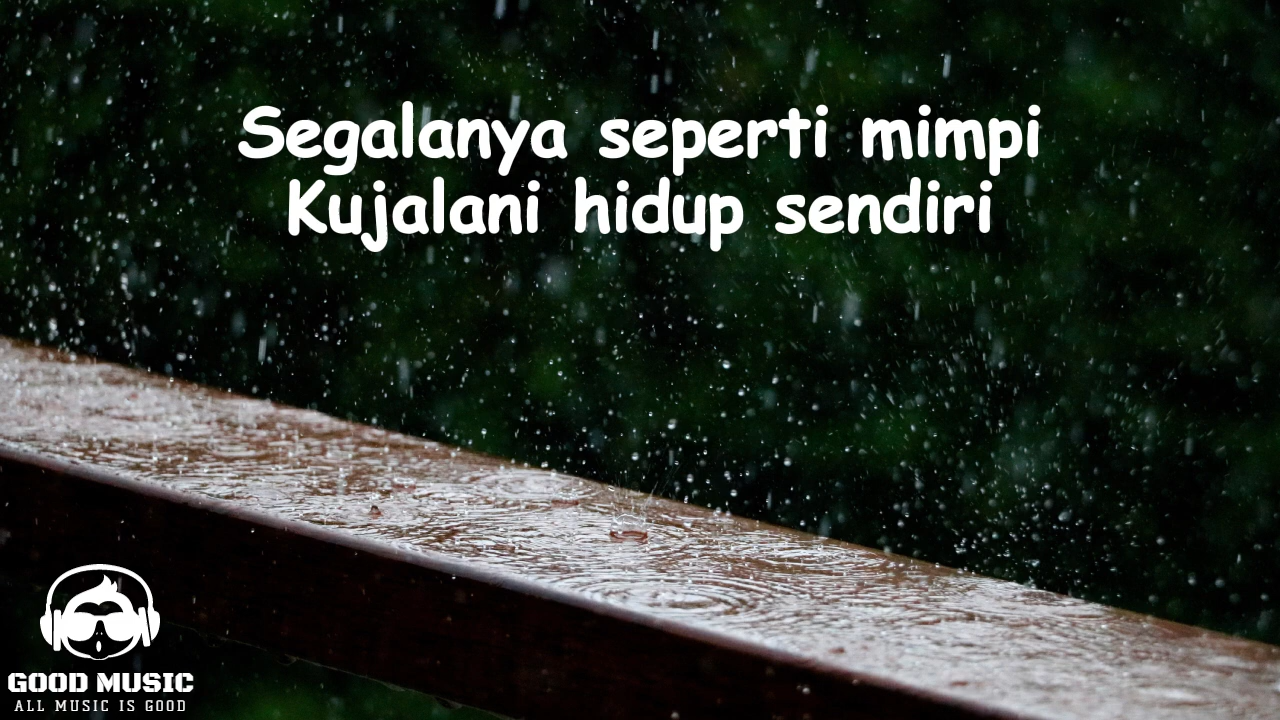 Segalanya seperti mimpi
Kujalani hidup sendiri
GOOD MUSIC
ALL MUSIC IS GOOD